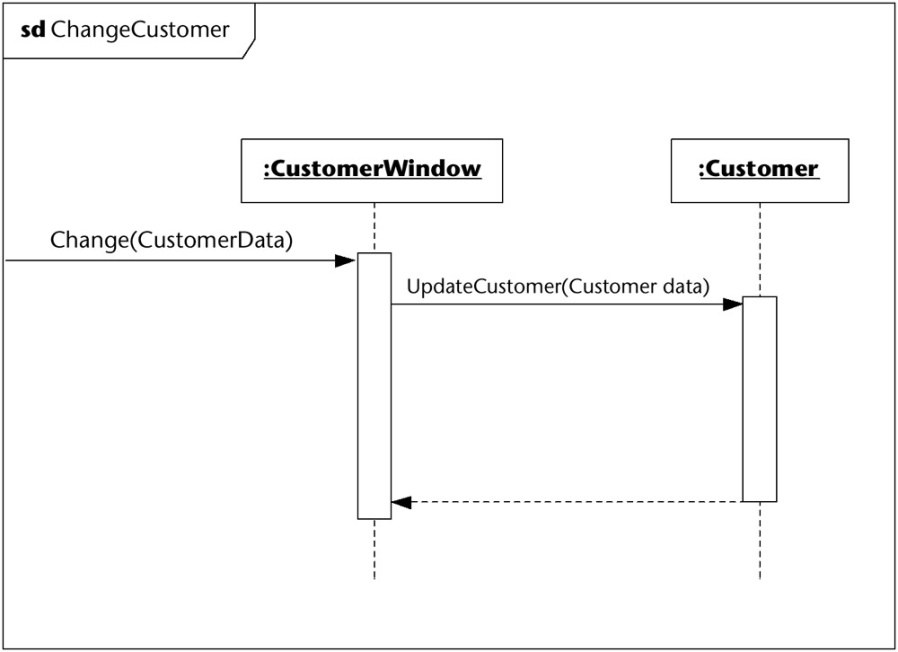 sd ChangeCustomer
:CustomerWindow
:Customer
Change(CustomerData)
UpdateCustomer(Customer data)